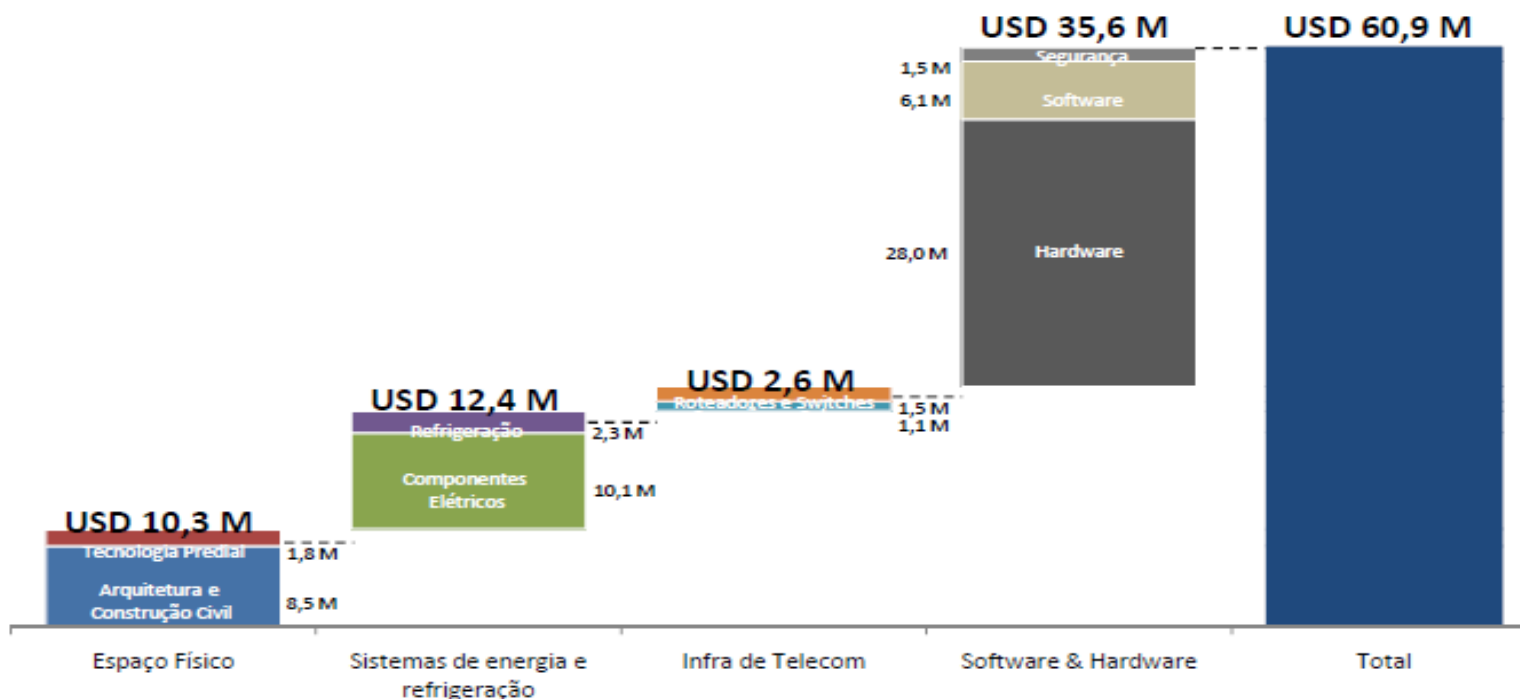 USD 35,6 M
USD 60,9 M
Segurança
1,5 M
Software
6,1 M
Hardware
28,0 M
USD 2,6 M
Roteadores e Switches
1,5 M
1,1 M
USD 12,4 M
Refrigeração
2,3 M
Componentes
Elétricos
10,1 M
USD 10,3 M
Tecnologia Predial
1,8 M
Arquitetura e
Construção Civil
8,5 M
Espaço Físico
Sistemas de energia e
refrigeração
Infra de Telecom
Software & Hardware
Total